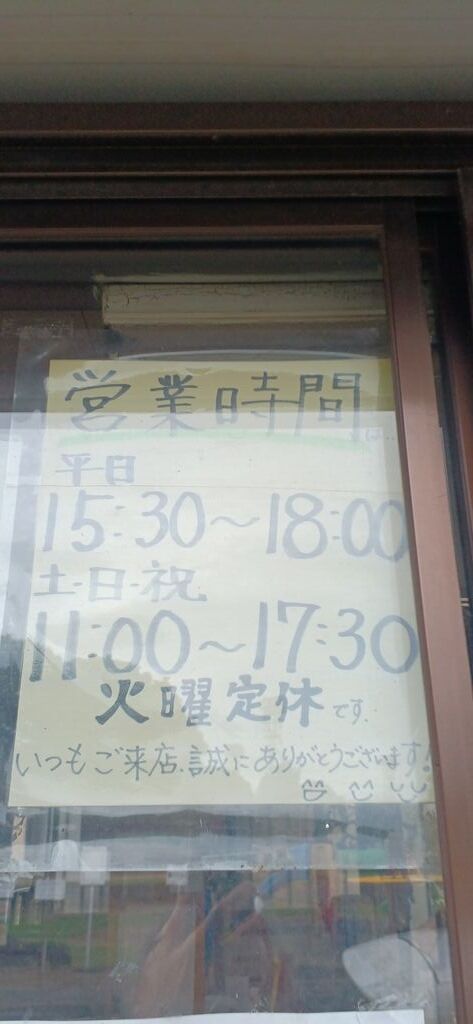 営業時間
は…
平日
15:30～18:00
土・日・祝
11:00～17:30
火曜定休です。
いつもご来店、誠にありがとうございます!